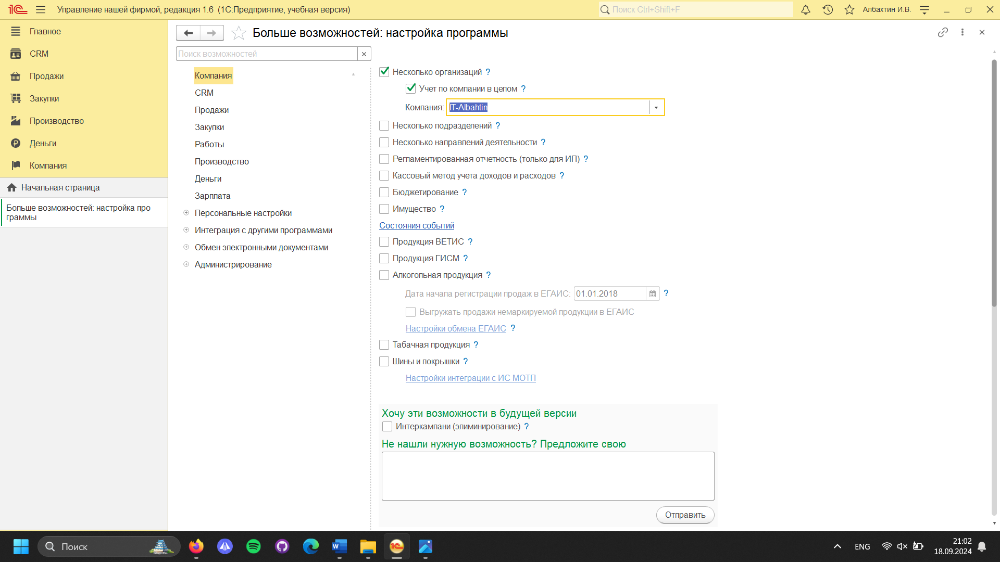 1С Управление нашей фирмой, редакция 1.6 (1С:Предприятие, учебная версия)
Поиск Ctrl+Shift+F
Албахтин И.В.
Главное
CRM
Продажи
Закупки
Производство
Деньги
Компания
Начальная страница
Больше возможностей: настройка про
граммы
Больше возможностей: настройка программы
Поиск возможностей
Компания
CRM
Продажи
Закупки
Работы
Производство
Деньги
Зарплата
Персональные настройки
Интеграция с другими программами
Обмен электронными документами
Администрирование
Несколько организаций ?
Учет по компании в целом ?
Компания: IT-Albahtin
Несколько подразделений ?
Несколько направлений деятельности ?
Регламентированная отчетность (только для ИП) ?
Кассовый метод учета доходов и расходов ?
Бюджетирование ?
Имущество ?
Состояния событий
Продукция ВЕТИС ?
Продукция ГИСМ ?
Алкогольная продукция ?
Дата начала регистрации продаж в ЕГАИС: 01.01.2018 ?
Выгружать продажи немаркируемой продукции в ЕГАИС
Настройки обмена ЕГАИС ?
Табачная продукция ?
Шины и покрышки ?
Настройки интеграции с ИС МОТП
Хочу эти возможности в будущей версии
Интеркампани (элиминирование) ?
Не нашли нужную возможность? Предложите свою
Отправить
Поиск
ENG
21:02
18.09.2024